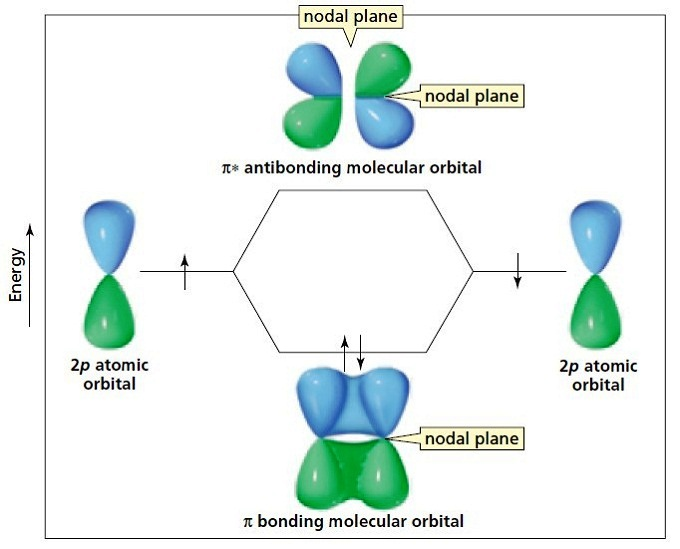 nodal plane
nodal plane
π∗ antibonding molecular orbital
Energy
2p atomic
orbital
2p atomic
orbital
nodal plane
π bonding molecular orbital